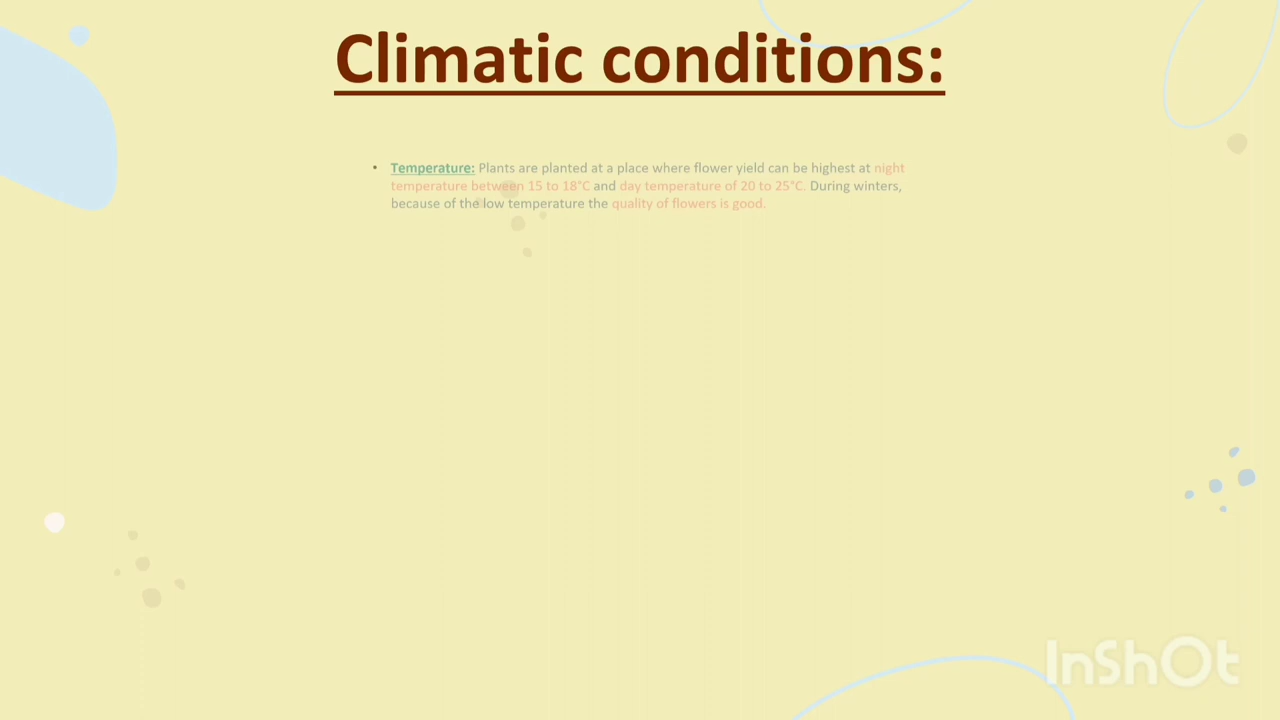 Climatic conditions:
• Temperature: Plants are planted at a place where flower yield can be highest at night
temperature between 15 to 18°C and day temperature of 20 to 25°C. During winters,
because of the low temperature the quality of flowers is good.
InShOt